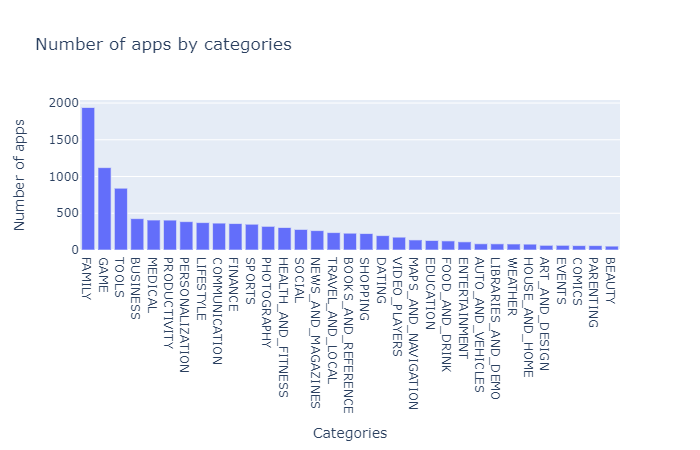 Number of apps by categories
Number of apps
2000
1500
1000
500
0
FAMILY
GAME
TOOLS
BUSINESS
MEDICAL
PRODUCTIVITY
PERSONALIZATION
LIFESTYLE
COMMUNICATION
FINANCE
SPORTS
PHOTOGRAPHY
HEALTH_AND_FITNESS
SOCIAL
NEWS_AND_MAGAZINES
TRAVEL_AND_LOCAL
BOOKS_AND_REFERENCE
SHOPPING
DATING
VIDEO_PLAYERS
MAPS_AND_NAVIGATION
EDUCATION
FOOD_AND_DRINK
ENTERTAINMENT
AUTO_AND_VEHICLES
LIBRARIES_AND_DEMO
WEATHER
HOUSE_AND_HOME
ART_AND_DESIGN
EVENTS
COMICS
PARENTING
BEAUTY
Categories